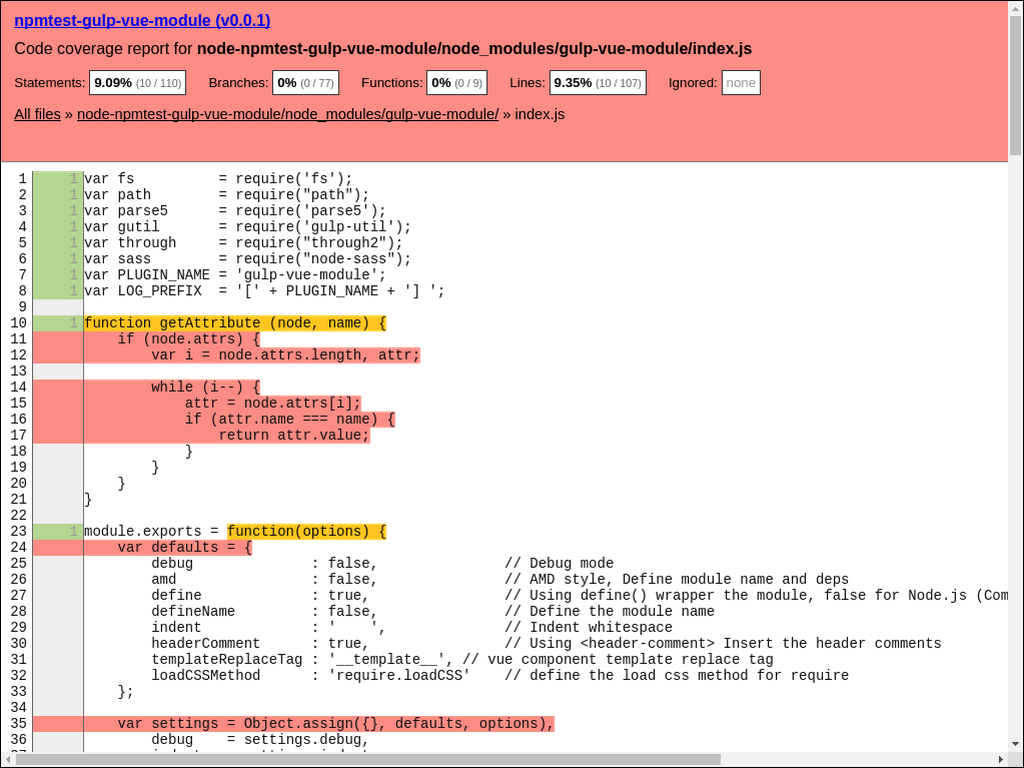 npmtest-gulp-vue-module (v0.0.1)
Code coverage report for node-npmtest-gulp-vue-module/node_modules/gulp-vue-module/index.js
Statements: 9.09% (10 / 110) Branches: 0% (0 / 77) Functions: 0% (0 / 9) Lines: 9.35% (10 / 107) Ignored: none
All files » node-npmtest-gulp-vue-module/node_modules/gulp-vue-module/ » index.js
1 1 var fs          = require('fs');
2 1 var path        = require("path");
3 1 var parse5      = require('parse5');
4 1 var gutil       = require('gulp-util');
5 1 var through     = require("through2");
6 1 var sass        = require("node-sass");
7 1 var PLUGIN_NAME = 'gulp-vue-module';
8 1 var LOG_PREFIX  = '[' + PLUGIN_NAME + '] ';
9
10 1 function getAttribute (node, name) {
11     if (node.attrs) {
12         var i = node.attrs.length, attr;
13
14         while (i--) {
15             attr = node.attrs[i];
16             if (attr.name === name) {
17                 return attr.value;
18             }
19         }
20     }
21 }
22
23 1 module.exports = function(options) {
24     var defaults = {
25         debug              : false,               // Debug mode
26         amd                : false,               // AMD style, Define module name and deps
27         define             : true,                // Using define() wrapper the module, false for Node.js (Com
28         defineName         : false,               // Define the module name
29         indent             : '    ',              // Indent whitespace
30         headerComment      : true,                // Using <header-comment> Insert the header comments
31         templateReplaceTag : '__template__', // vue component template replace tag
32         loadCSSMethod      : 'require.loadCSS'    // define the load css method for require
33     };
34
35     var settings = Object.assign({}, defaults, options),
36         debug    = settings.debug,